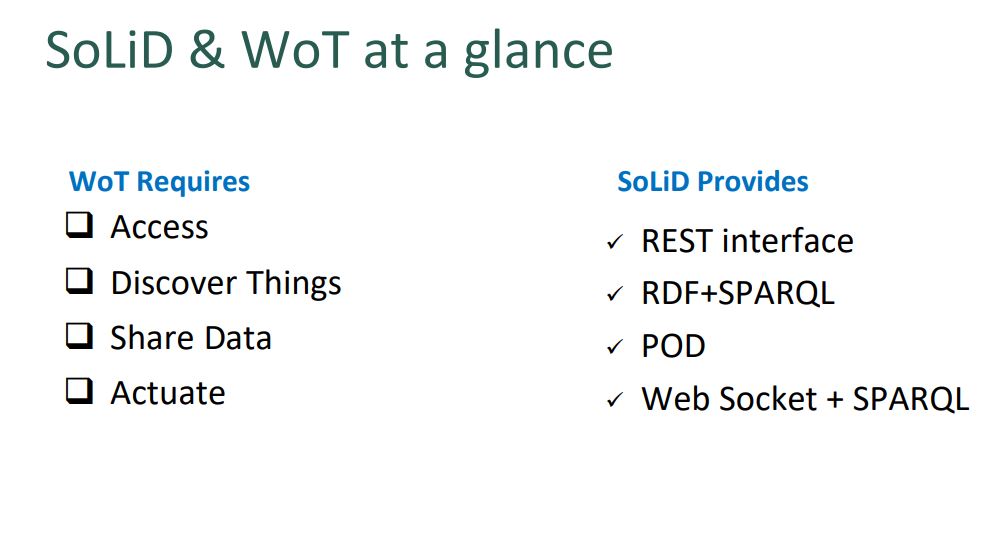 SoLiD & WoT at a glance
WoT Requires
Access
Discover Things
Share Data
Actuate
SoLiD Provides
REST interface
RDF+SPARQL
POD
Web Socket + SPARQL